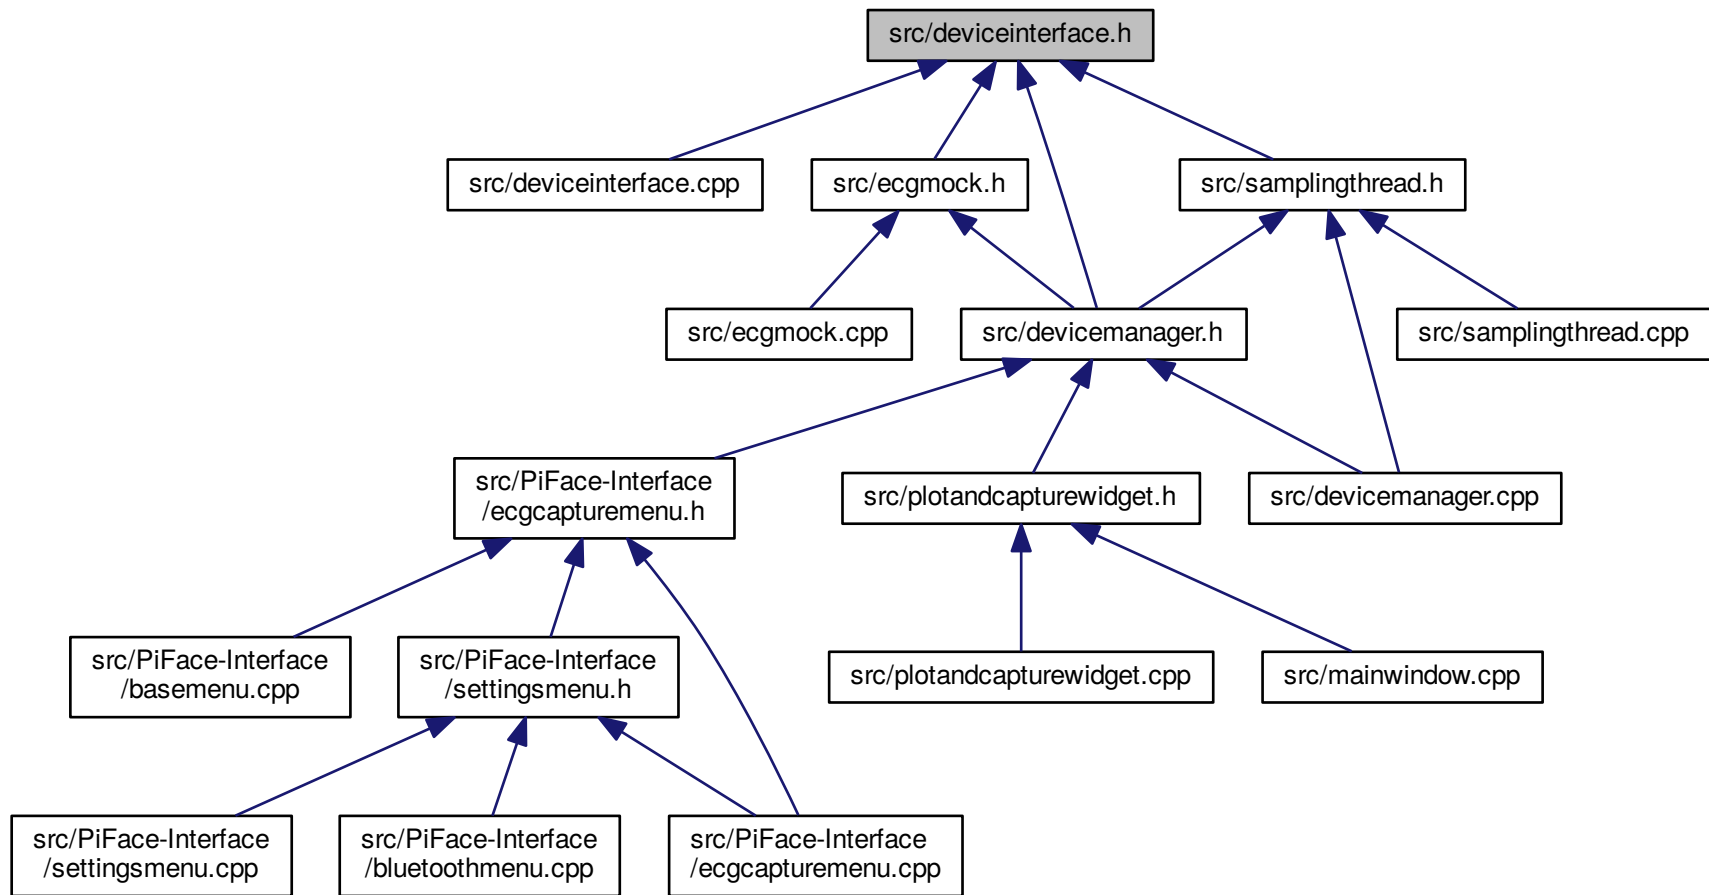 src/deviceinterface.h
src/deviceinterface.cpp
src/ecgmock.h
src/samplingthread.h
src/ecgmock.cpp
src/devicemanager.h
src/samplingthread.cpp
src/PiFace-Interface
/ecgcapturemenu.h
src/plotandcapturewidget.h
src/devicemanager.cpp
src/PiFace-Interface
/basemenu.cpp
src/PiFace-Interface
/settingsmenu.h
src/plotandcapturewidget.cpp
src/mainwindow.cpp
src/PiFace-Interface
/settingsmenu.cpp
src/PiFace-Interface
/bluetoothmenu.cpp
src/PiFace-Interface
/ecgcapturemenu.cpp